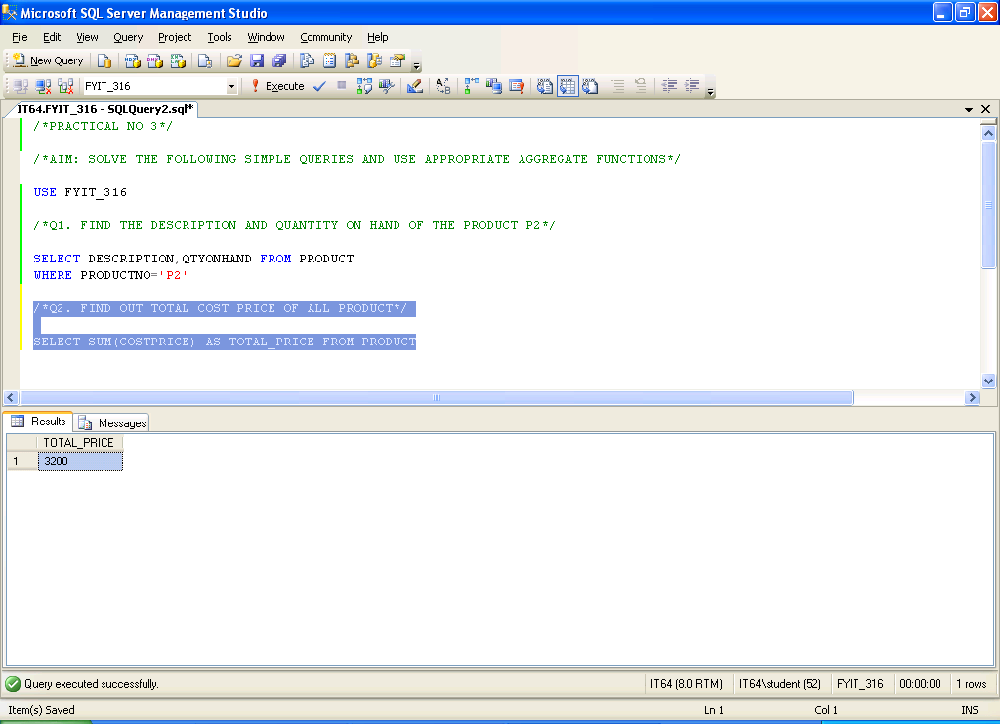 Microsoft SQL Server Management Studio
File Edit View Query Project Tools Window Community Help
New Query
FYIT_316 Execute
IT64.FYIT_316 - SQLQuery2.sql*
/*PRACTICAL NO 3*/
/*AIM: SOLVE THE FOLLOWING SIMPLE QUERIES AND USE APPROPRIATE AGGREGATE FUNCTIONS*/
USE FYIT_316
/*Q1. FIND THE DESCRIPTION AND QUANTITY ON HAND OF THE PRODUCT P2*/
SELECT DESCRIPTION,QTYONHAND FROM PRODUCT
WHERE PRODUCTNO='P2'
/*Q2. FIND OUT TOTAL COST PRICE OF ALL PRODUCT*/
SELECT SUM(COSTPRICE) AS TOTAL_PRICE FROM PRODUCT
Results Messages
TOTAL_PRICE
1 3200
Query executed successfully. IT64 (8.0 RTM) IT64\student (52) FYIT_316 00:00:00 1 rows
Item(s) Saved Ln 1 Col 1 INS